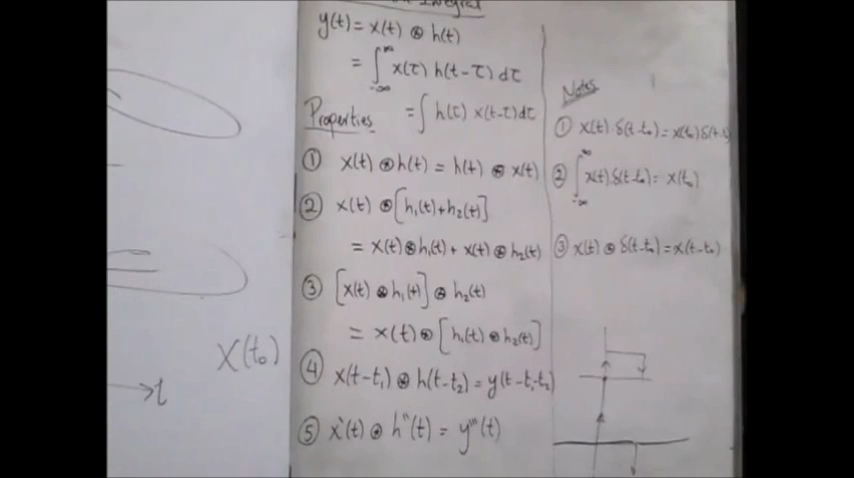 Integral
y(t) = x(t) ⊛ h(t)
= ∫_{-∞}^{∞} x(τ) h(t-τ) dτ
Properties = ∫ h(τ) x(t-τ) dτ
① x(t) ⊛ h(t) = h(t) ⊛ x(t)
② x(t) ⊛ [h₁(t) + h₂(t)]
= x(t) ⊛ h₁(t) + x(t) ⊛ h₂(t)
③ [x(t) ⊛ h₁(t)] ⊛ h₂(t)
= x(t) ⊛ [h₁(t) ⊛ h₂(t)]
④ x(t-t₁) ⊛ h(t-t₂) = y(t-t₁-t₂)
⑤ x'(t) ⊛ h''(t) = y'''(t)
Notes
① x(t) · δ(t-t₀) = x(t₀) δ(t-t
② ∫_{-∞}^{∞} x(t) · δ(t-t₀) = x(t₀)
③ x(t) ⊛ δ(t-t₀) = x(t-t₀)
X(t₀)
t